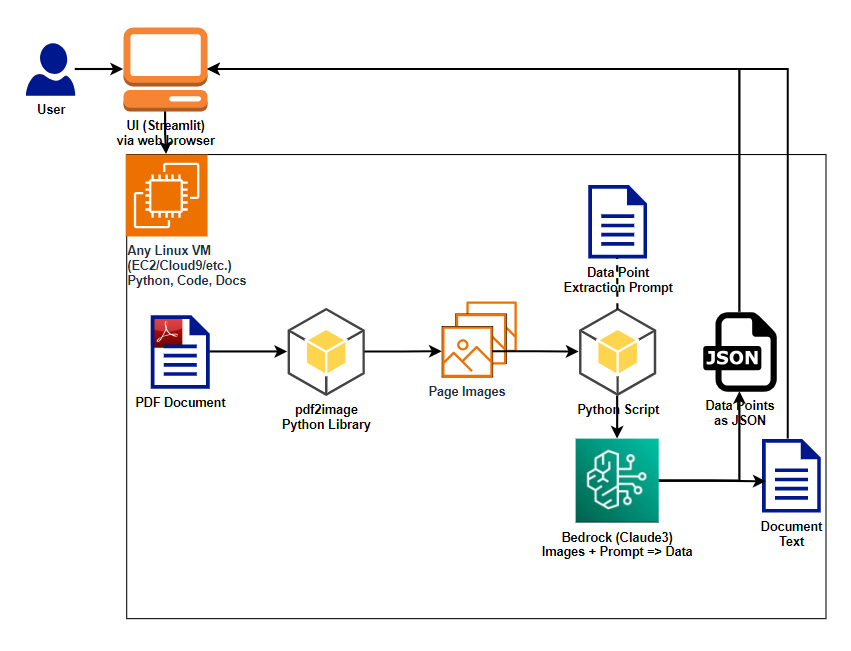 User
UI (Streamlit)
via web browser
Any Linux VM
(EC2/Cloud9/etc.)
Python, Code, Docs
Data Point
Extraction Prompt
PDF Document
pdf2image
Python Library
Page Images
Python Script
JSON
Data Points
as JSON
Bedrock (Claude3)
Images + Prompt => Data
Document
Text